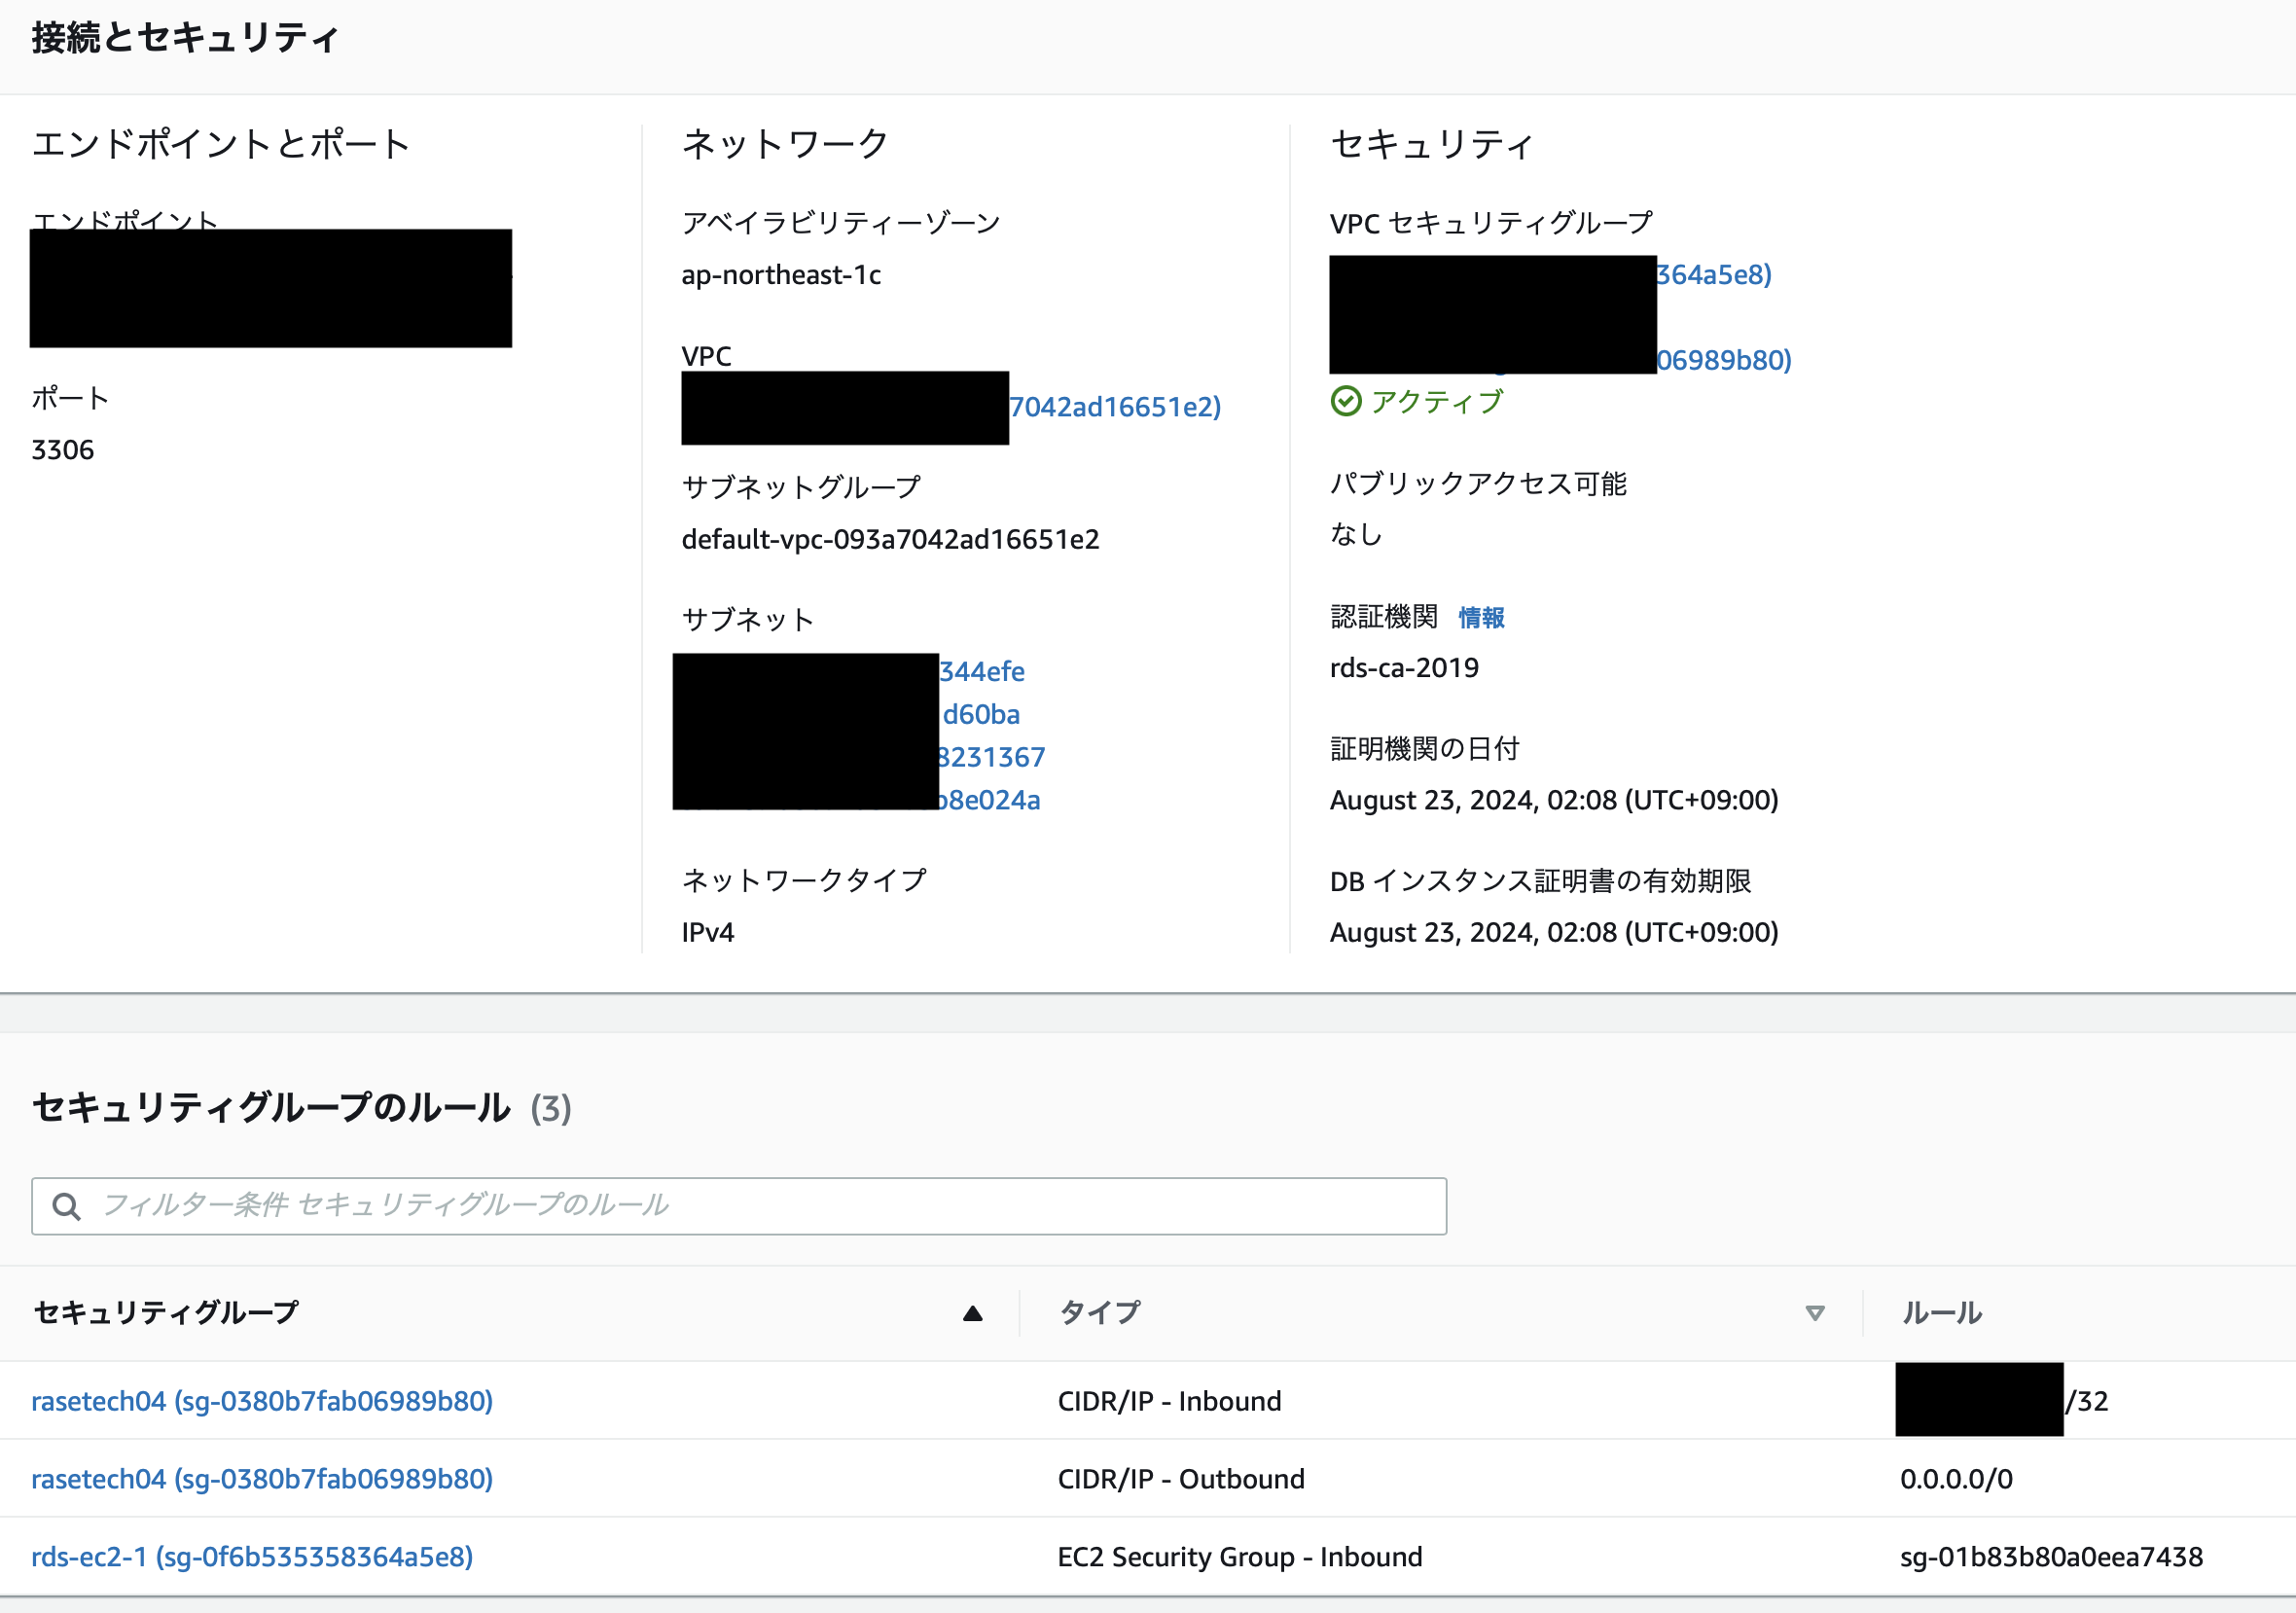 接続とセキュリティ
エンドポイントとポート
エンドポイント
ポート
3306
ネットワーク
アベイラビリティーゾーン
ap-northeast-1c
VPC
7042ad16651e2)
サブネットグループ
default-vpc-093a7042ad16651e2
サブネット
344efe
d60ba
8231367
b8e024a
ネットワークタイプ
IPv4
セキュリティ
VPC セキュリティグループ
364a5e8)
06989b80)
アクティブ
パブリックアクセス可能
なし
認証機関 情報
rds-ca-2019
証明機関の日付
August 23, 2024, 02:08 (UTC+09:00)
DB インスタンス証明書の有効期限
August 23, 2024, 02:08 (UTC+09:00)
セキュリティグループのルール (3)
フィルター条件 セキュリティグループのルール
セキュリティグループ タイプ ルール
rasetech04 (sg-0380b7fab06989b80) CIDR/IP - Inbound /32
rasetech04 (sg-0380b7fab06989b80) CIDR/IP - Outbound 0.0.0.0/0
rds-ec2-1 (sg-0f6b535358364a5e8) EC2 Security Group - Inbound sg-01b83b80a0eea7438